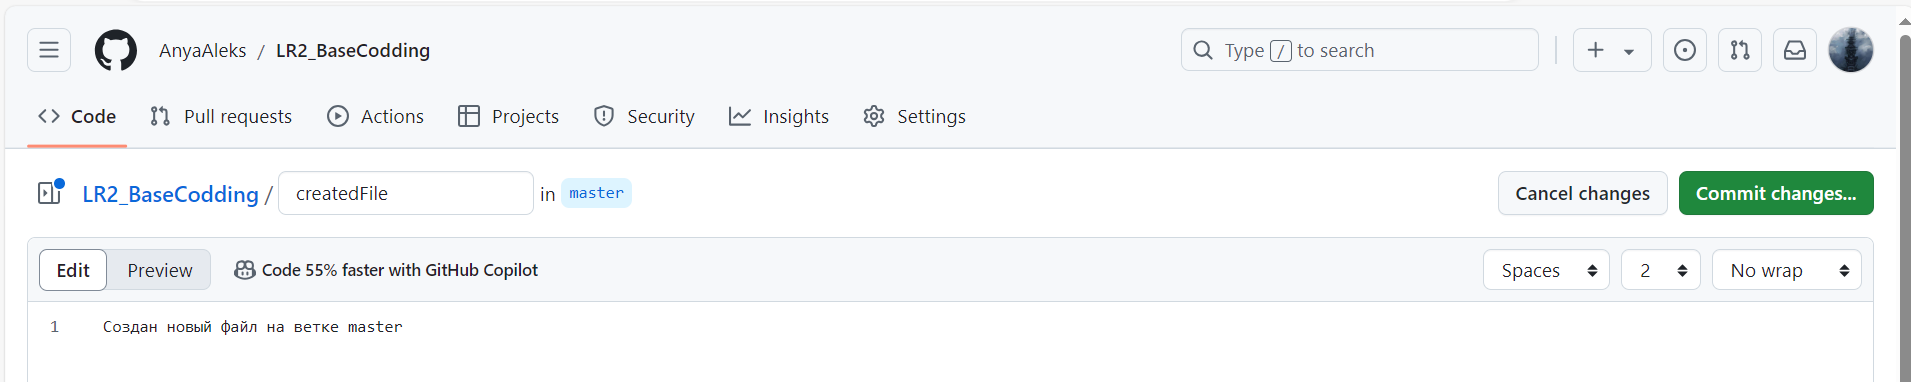 AnyaAleks / LR2_BaseCodding
Type / to search
Code Pull requests Actions Projects Security Insights Settings
LR2_BaseCodding / createdFile in master
Cancel changes Commit changes...
Edit Preview Code 55% faster with GitHub Copilot
Spaces 2 No wrap
1 Создан новый файл на ветке master